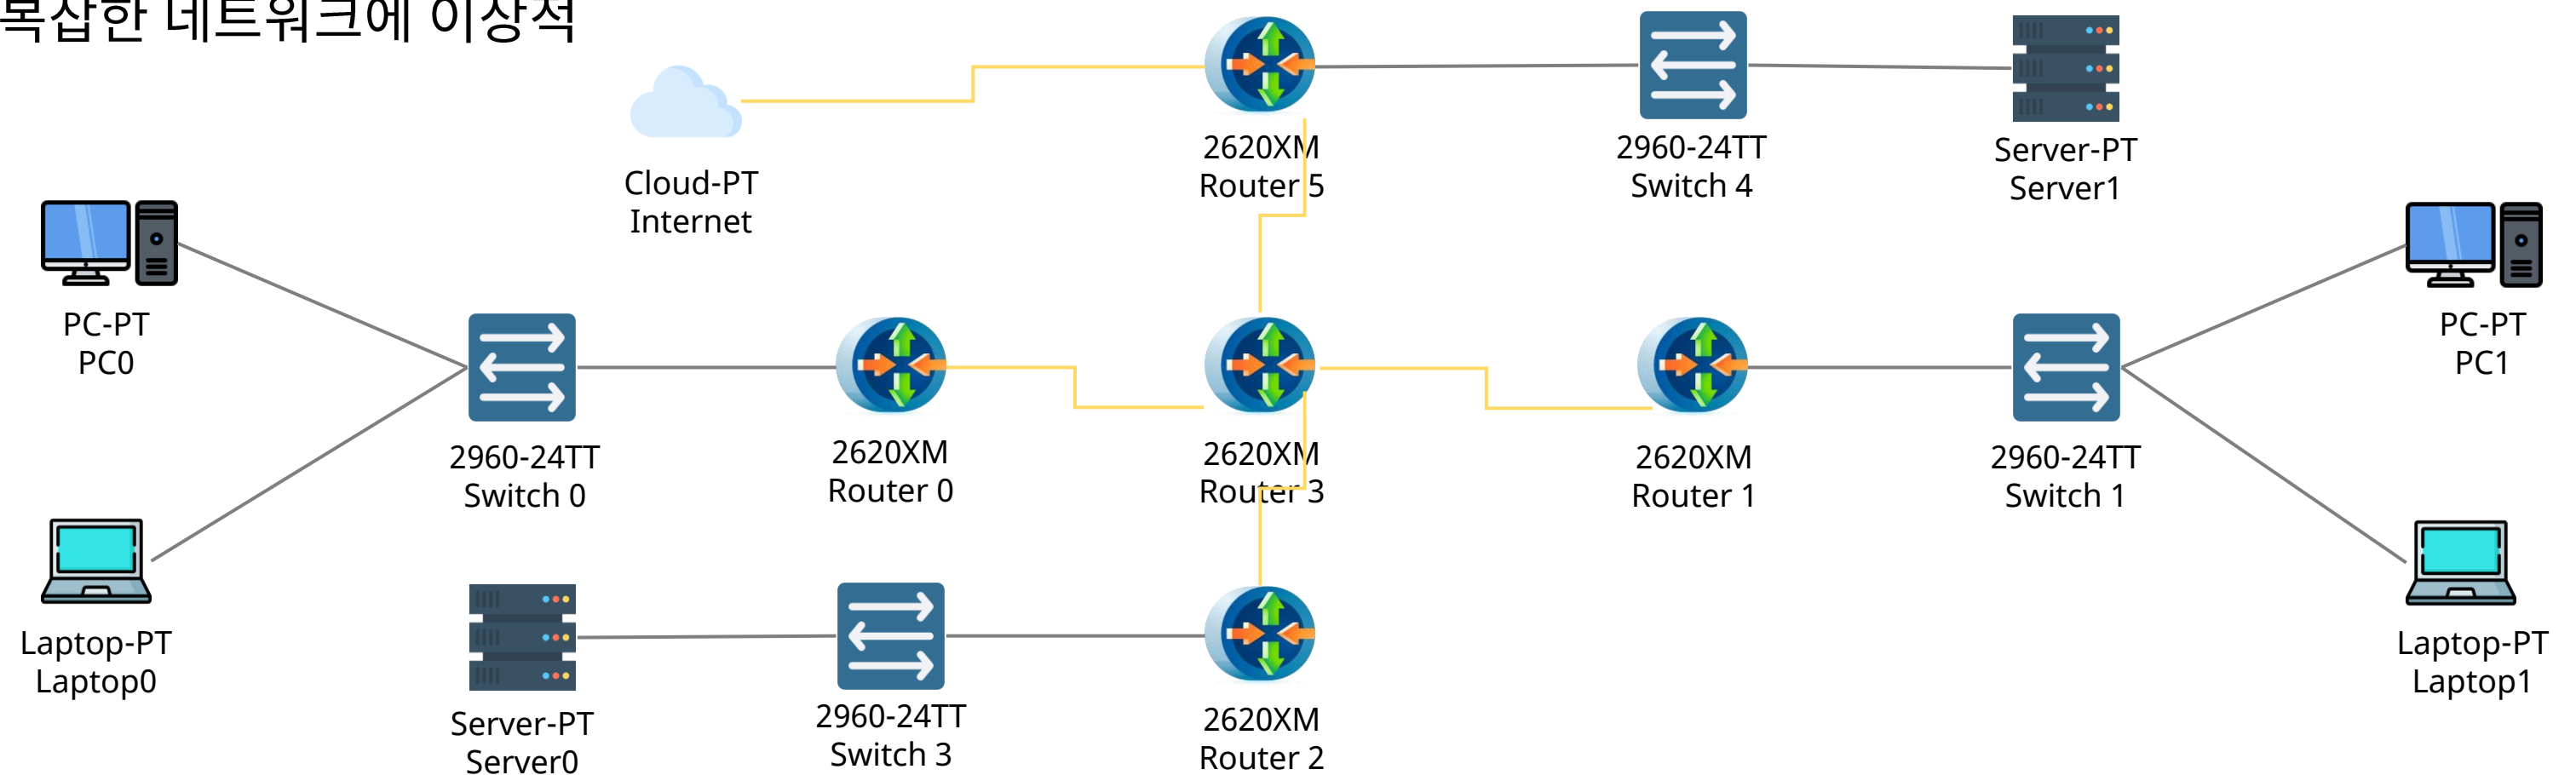 복잡한 네트워크에 이상적
Cloud-PT
Internet
2620XM
Router 5
2960-24TT
Switch 4
Server-PT
Server1
PC-PT
PC0
2960-24TT
Switch 0
2620XM
Router 0
2620XM
Router 3
2620XM
Router 1
2960-24TT
Switch 1
PC-PT
PC1
Laptop-PT
Laptop0
Server-PT
Server0
2960-24TT
Switch 3
2620XM
Router 2
Laptop-PT
Laptop1